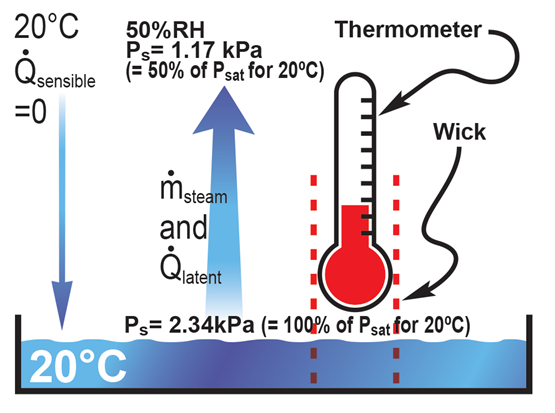 20°C
Q̇sensible
=0
50%RH
Ps= 1.17 kPa
(= 50% of Psat for 20ºC)
Thermometer
Wick
ṁsteam
and
Q̇latent
Ps= 2.34kPa (= 100% of Psat for 20ºC)
20°C